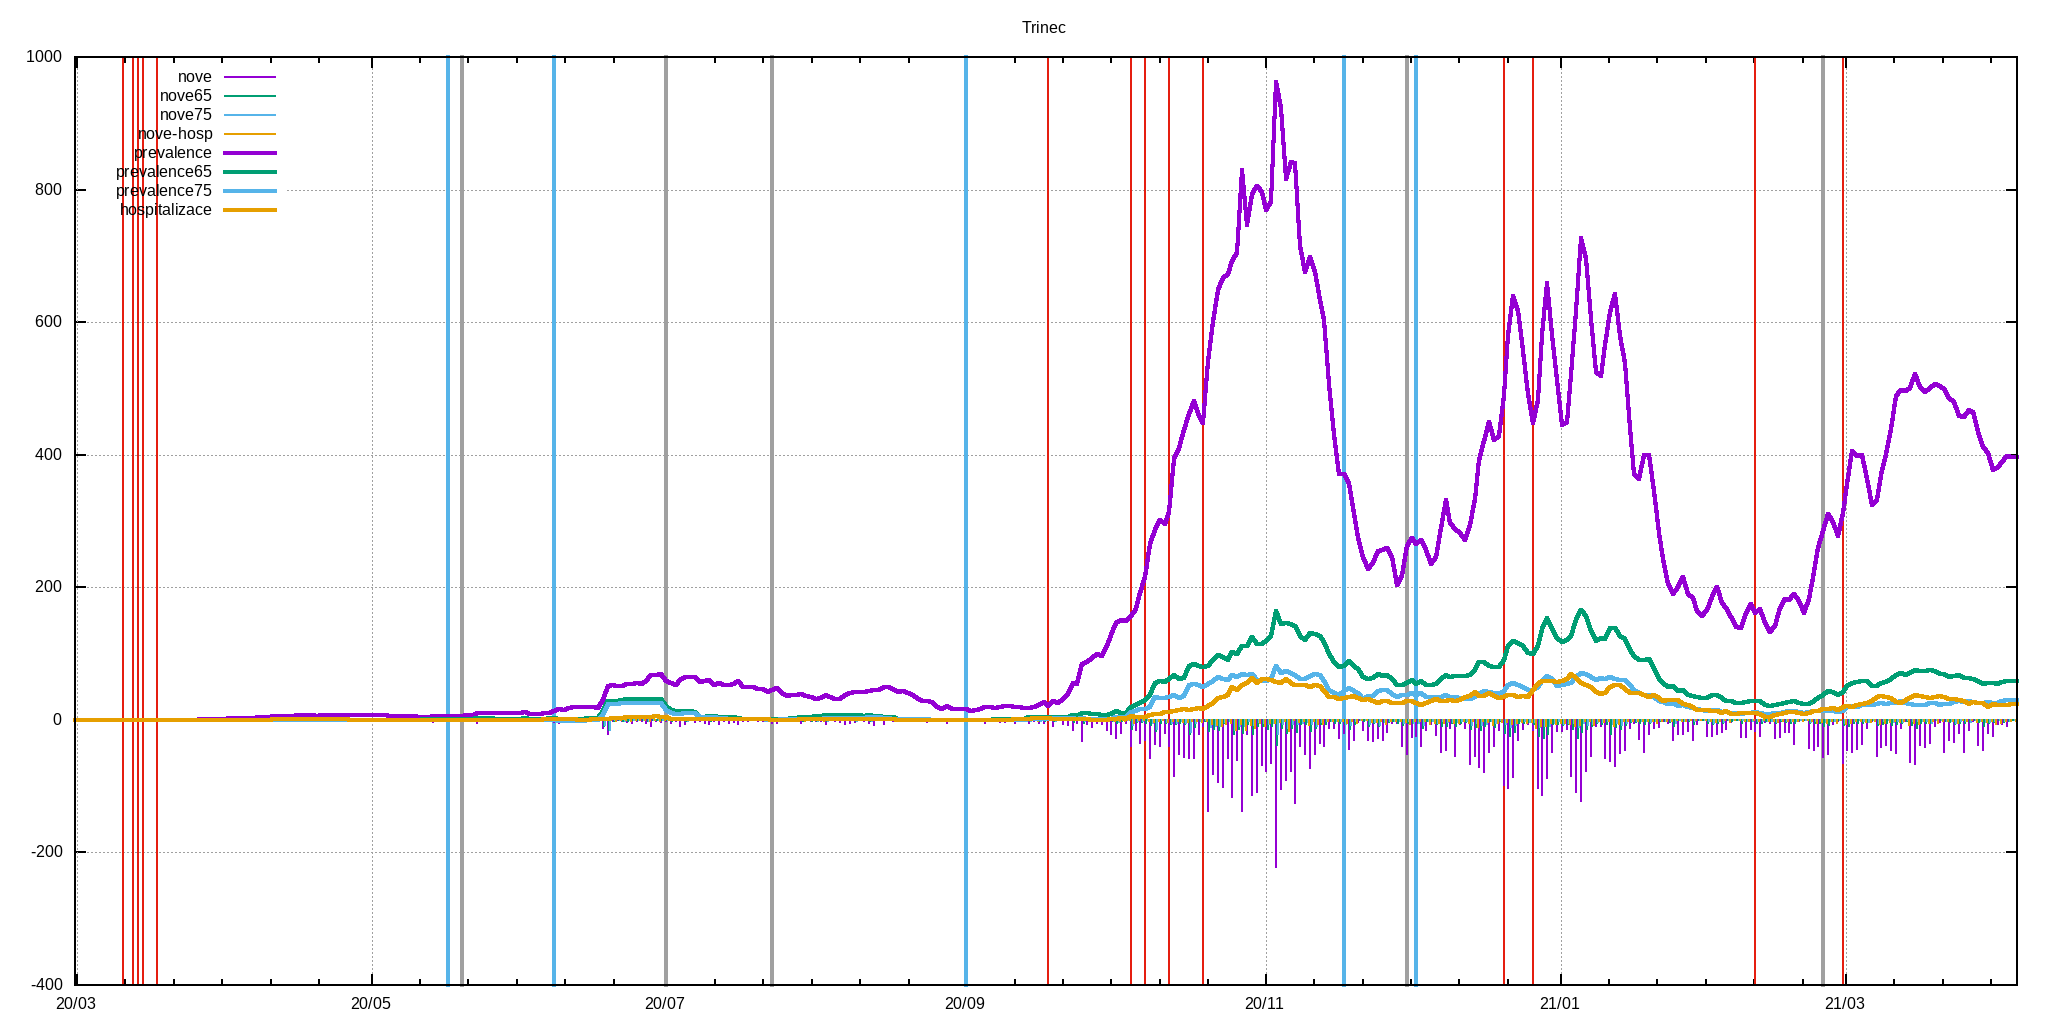 Trinec
1000
800
600
400
200
0
-200
-400
nove
nove65
nove75
nove-hosp
prevalence
prevalence65
prevalence75
hospitalizace
20/03
20/05
20/07
20/09
20/11
21/01
21/03